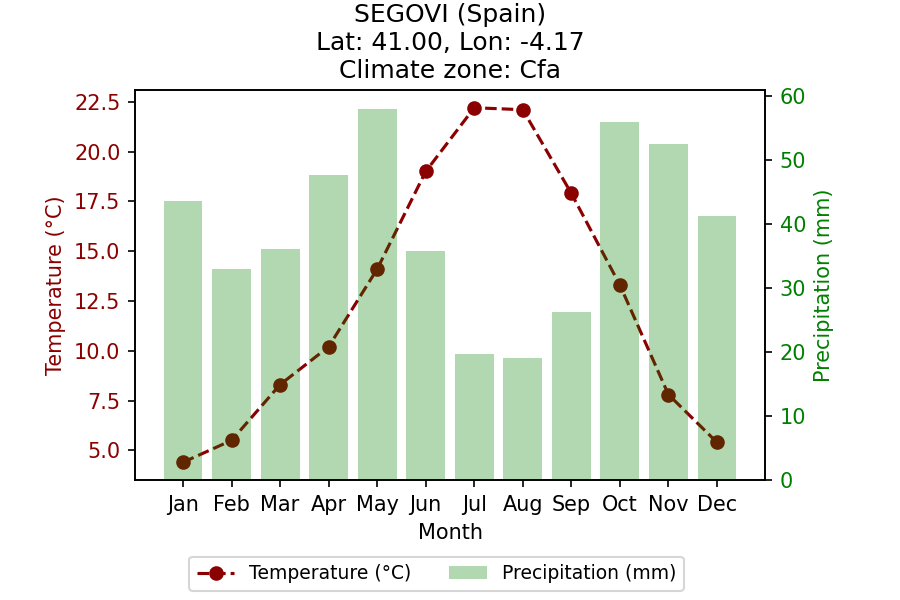 SEGOVI (Spain)
Lat: 41.00, Lon: -4.17
Climate zone: Cfa
22.5
20.0
17.5
15.0
12.5
10.0
7.5
5.0
Temperature (°C)
60
50
40
30
20
10
0
Precipitation (mm)
Jan Feb Mar Apr May Jun Jul Aug Sep Oct Nov Dec
Month
Temperature (°C) Precipitation (mm)